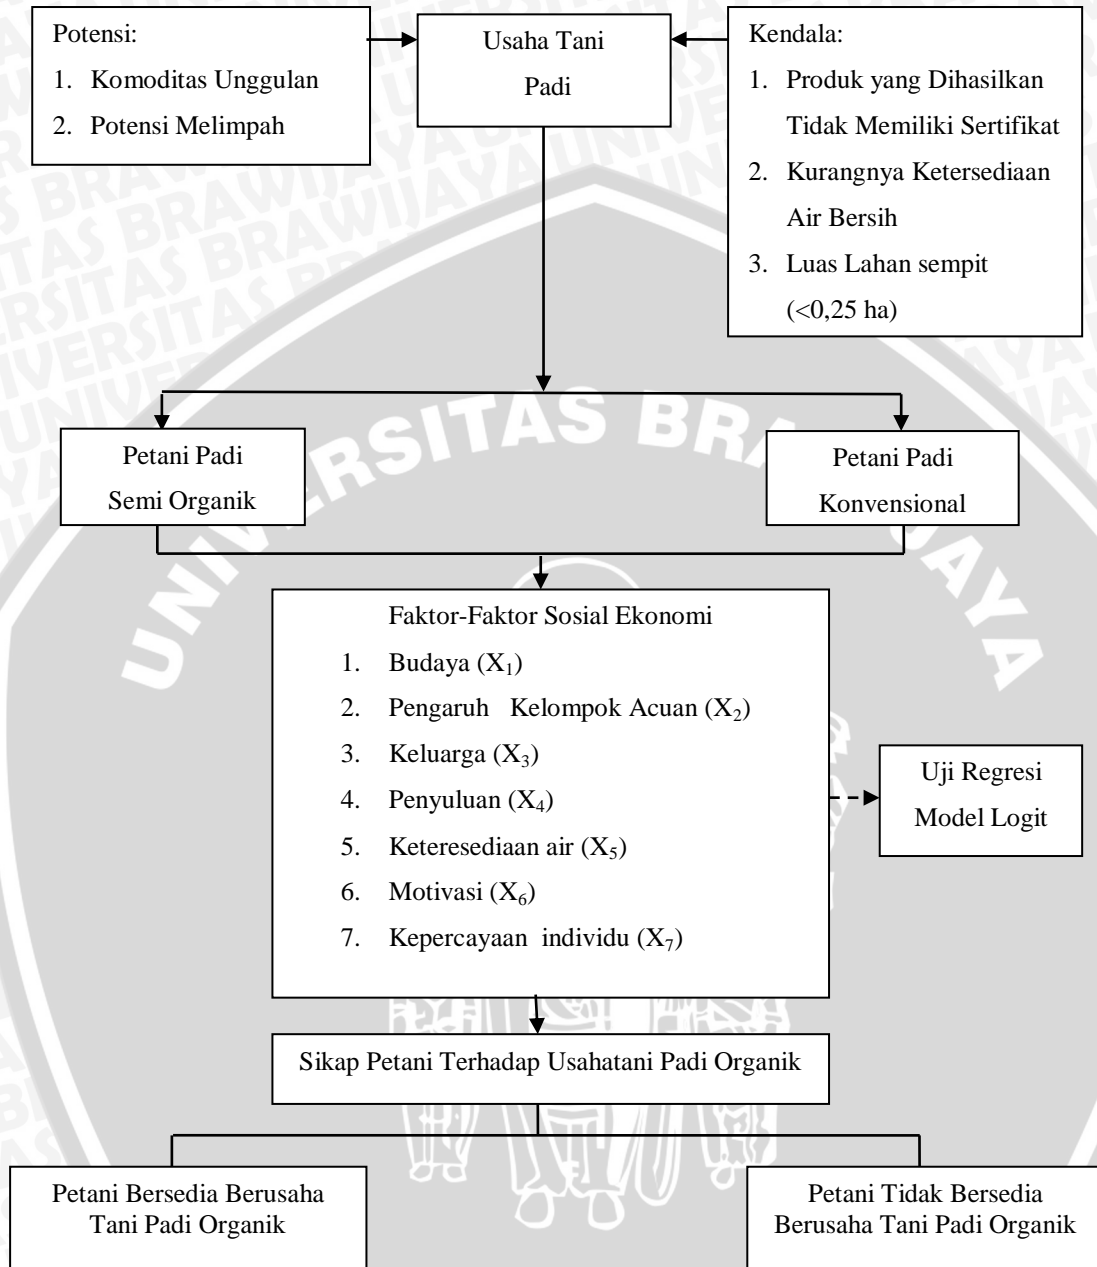 Potensi:
1. Komoditas Unggulan
2. Potensi Melimpah
Usaha Tani
Padi
Kendala:
1. Produk yang Dihasilkan
Tidak Memiliki Sertifikat
2. Kurangnya Ketersediaan
Air Bersih
3. Luas Lahan sempit
(<0,25 ha)
Petani Padi
Semi Organik
Petani Padi
Konvensional
Faktor-Faktor Sosial Ekonomi
1. Budaya (X₁)
2. Pengaruh Kelompok Acuan (X₂)
3. Keluarga (X₃)
4. Penyuluan (X₄)
5. Keteresediaan air (X₅)
6. Motivasi (X₆)
7. Kepercayaan individu (X₇)
Uji Regresi
Model Logit
Sikap Petani Terhadap Usahatani Padi Organik
Petani Bersedia Berusaha
Tani Padi Organik
Petani Tidak Bersedia
Berusaha Tani Padi Organik